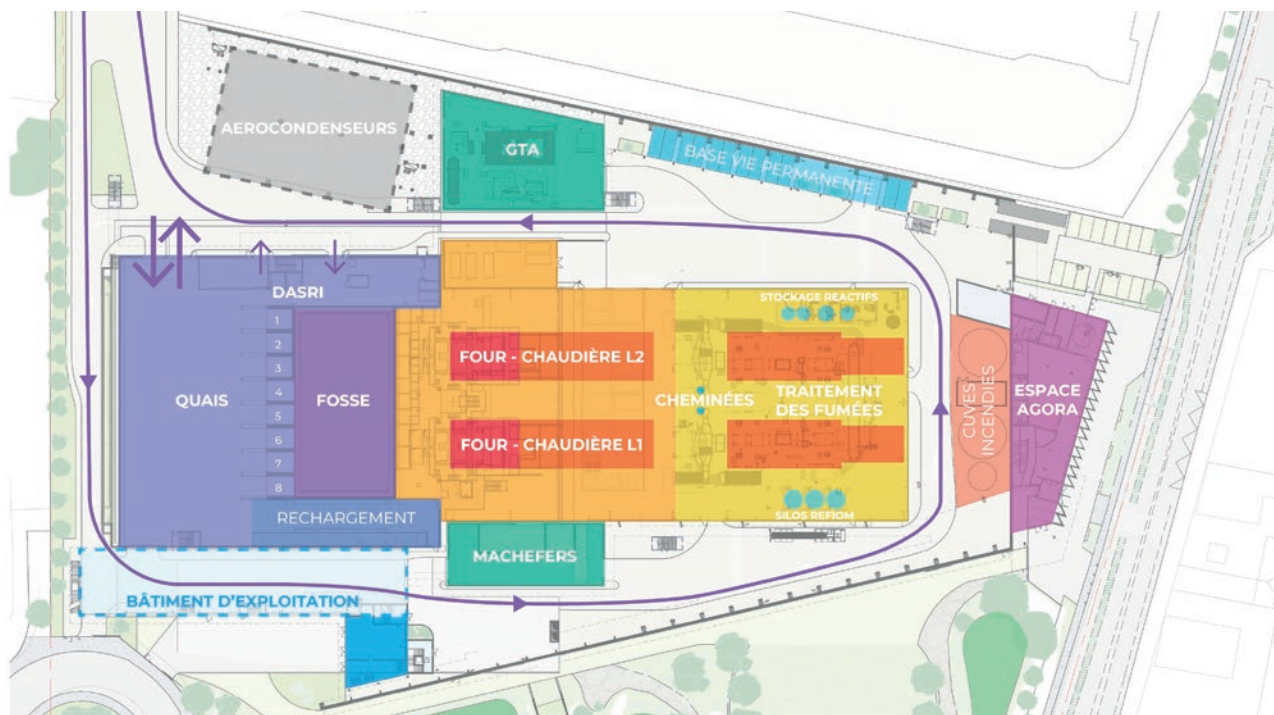 AEROCONDENSEURS
GTA
BASE VIE PERMANENTE
DASRI
STOCKAGE REACTIFS
1
2
3
4
5
6
7
8
QUAIS
FOSSE
FOUR - CHAUDIÈRE L2
FOUR - CHAUDIÈRE L1
CHEMINÉES
TRAITEMENT
DES FUMÉES
CUVES
INCENDIES
ESPACE
AGORA
RECHARGEMENT
SILOS REFIOM
MACHEFERS
BÂTIMENT D'EXPLOITATION